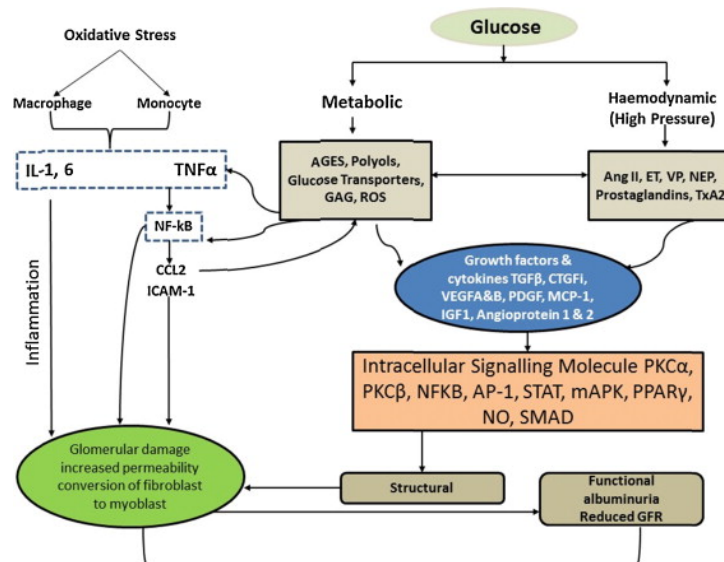 Oxidative Stress
Macrophage
Monocyte
IL-1, 6
TNFα
NF-kB
CCL2
ICAM-1
Inflammation
Glucose
Metabolic
Haemodynamic
(High Pressure)
AGES, Polyols,
Glucose Transporters,
GAG, ROS
Ang II, ET, VP, NEP,
Prostaglandins, TxA2
Growth factors &
cytokines TGFβ, CTGFi,
VEGFA&B, PDGF, MCP-1,
IGF1, Angioprotein 1 & 2
Intracellular Signalling Molecule PKCα,
PKCβ, NFKB, AP-1, STAT, mAPK, PPARγ,
NO, SMAD
Glomerular damage
increased permeability
conversion of fibroblast
to myoblast
Structural
Functional
albuminuria
Reduced GFR